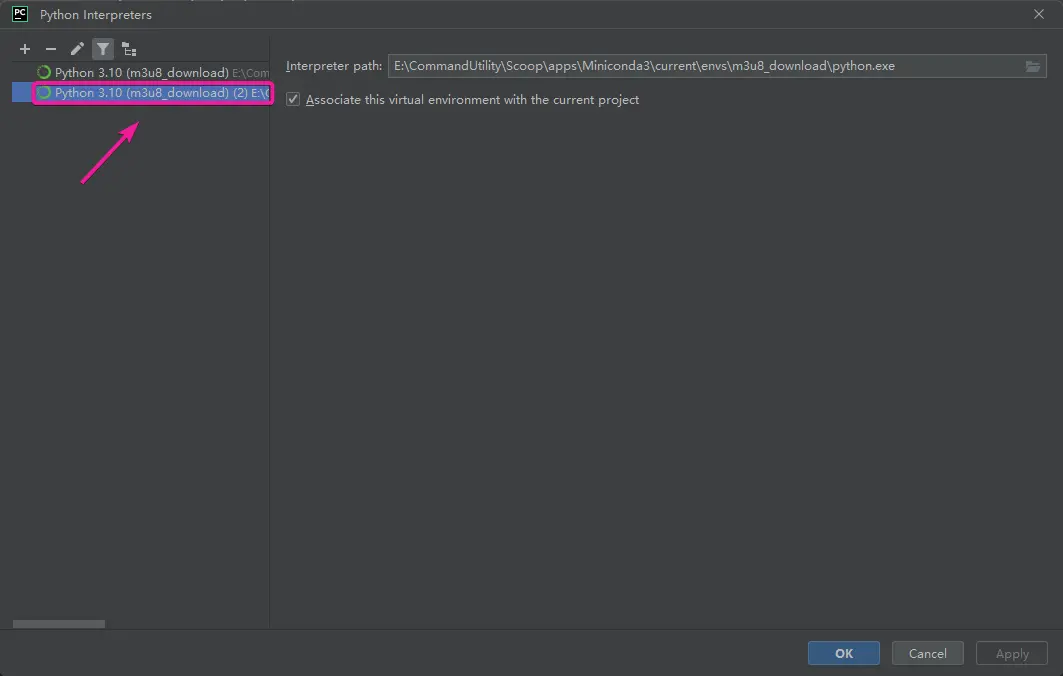 PC Python Interpreters
Python 3.10 (m3u8_download) E:\Com
Python 3.10 (m3u8_download) (2) E:\C
Interpreter path: E:\CommandUtility\Scoop\apps\Miniconda3\current\envs\m3u8_download\python.exe
Associate this virtual environment with the current project
OK Cancel Apply